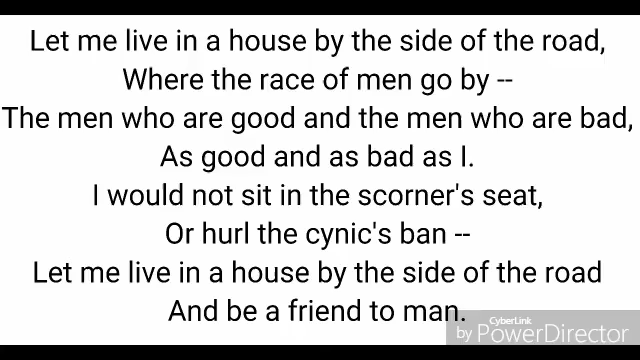 Let me live in a house by the side of the road,
Where the race of men go by --
The men who are good and the men who are bad,
As good and as bad as I.
I would not sit in the scorner's seat,
Or hurl the cynic's ban --
Let me live in a house by the side of the road
And be a friend to man.
CyberLink
by PowerDirector